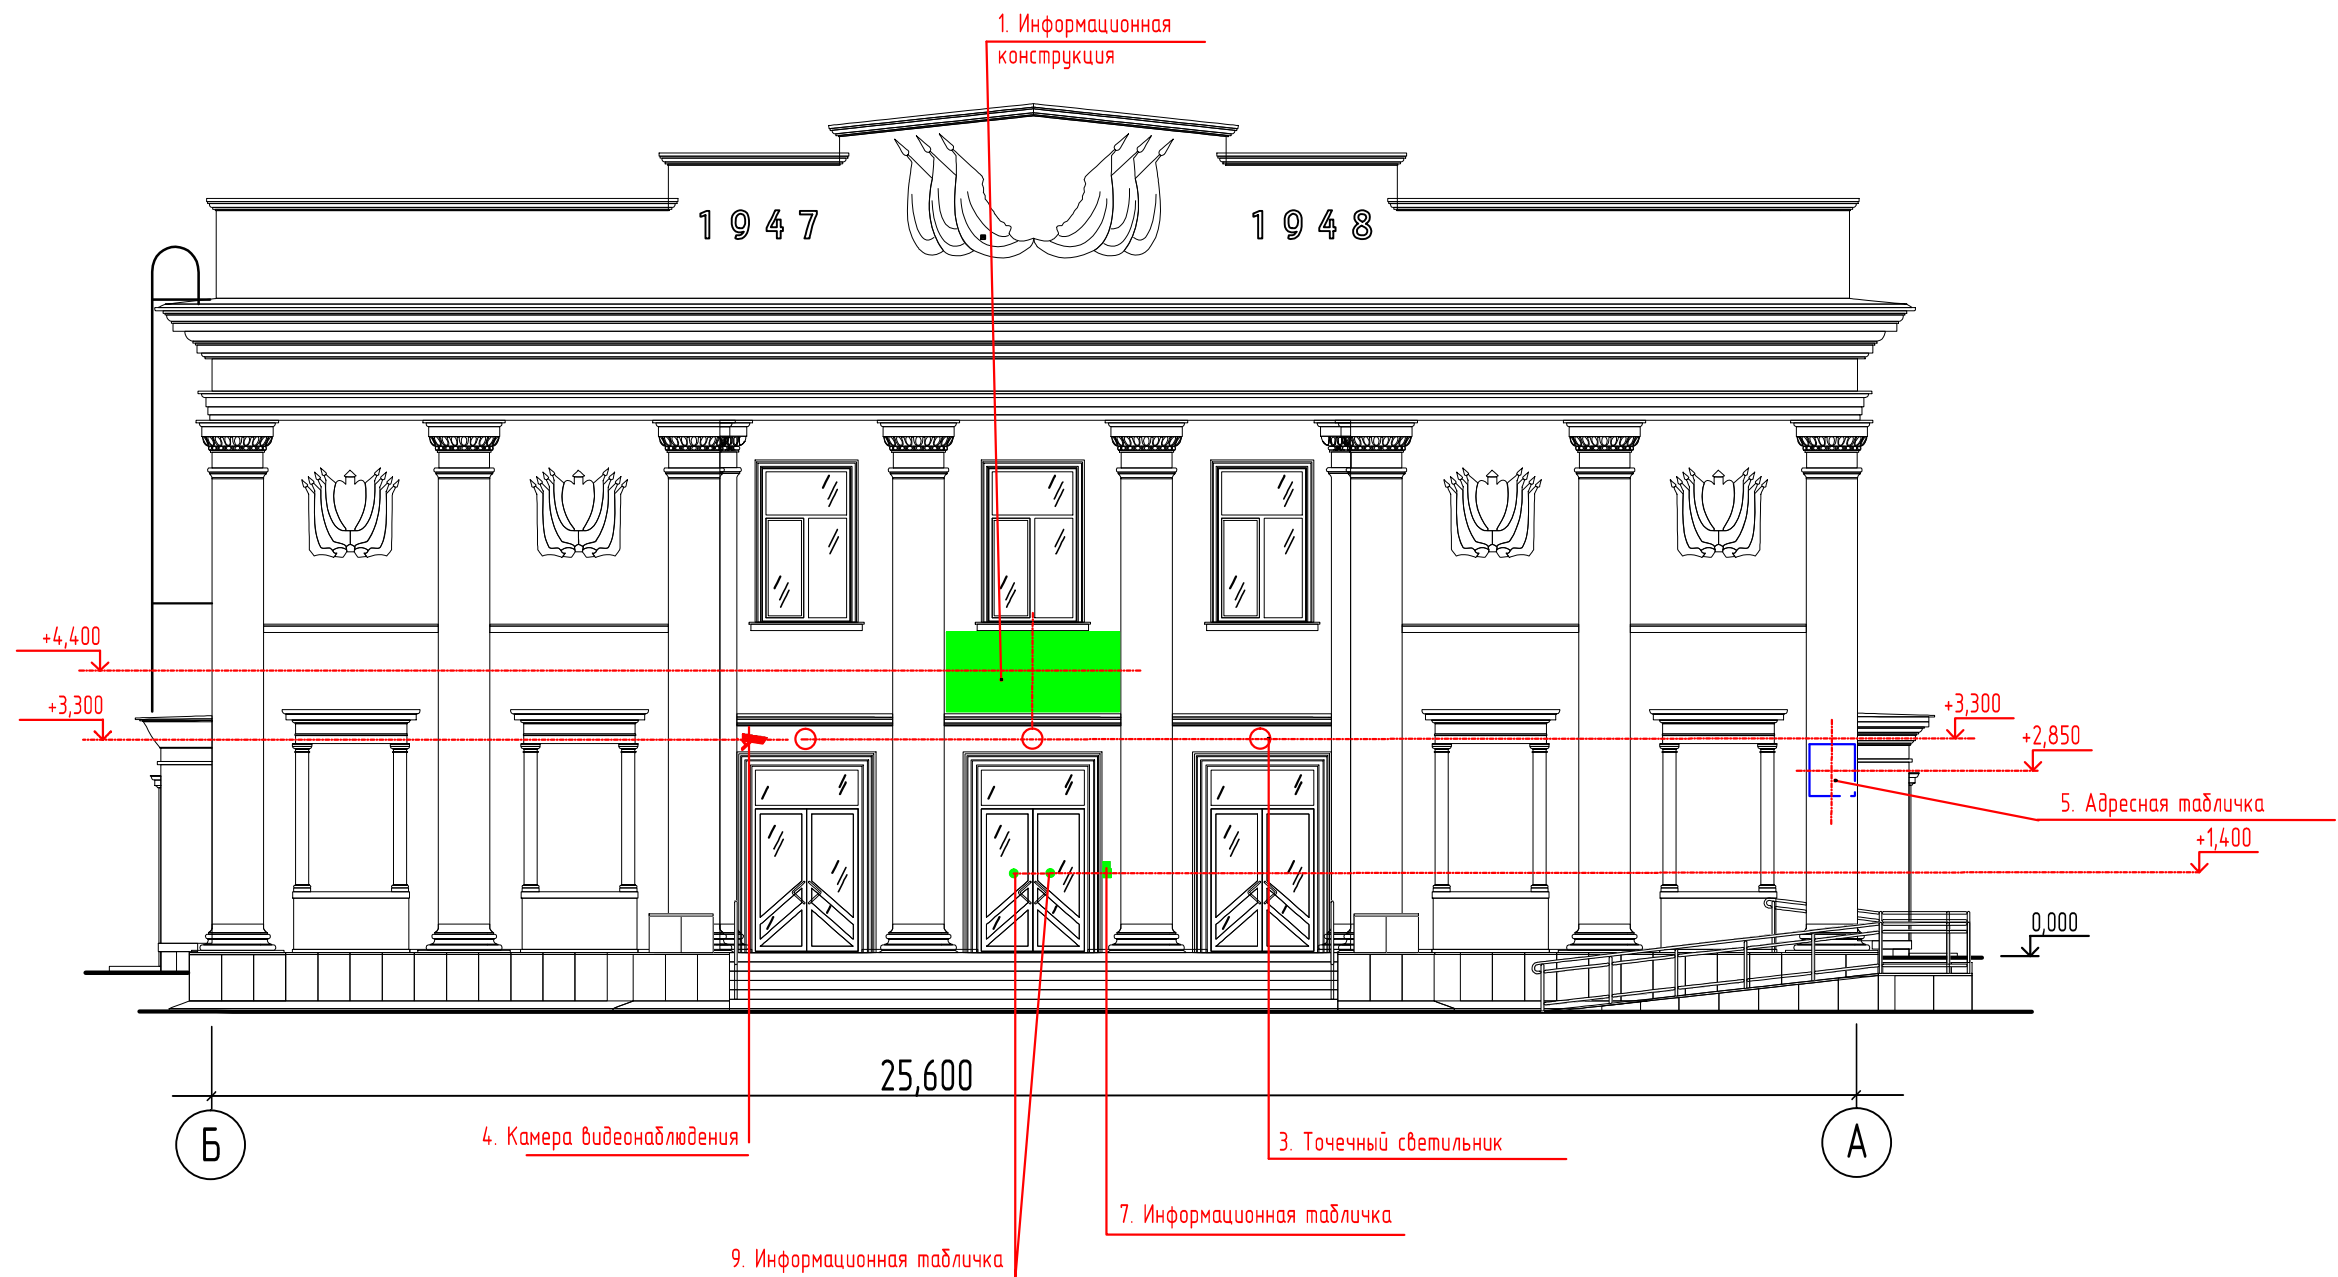 1. Информационная
конструкция
1947
1948
+4,400
+3,300
+3,300
+2,850
5. Адресная табличка
+1,400
0,000
25,600
Б
А
4. Камера видеонаблюдения
3. Точечный светильник
7. Информационная табличка
9. Информационная табличка